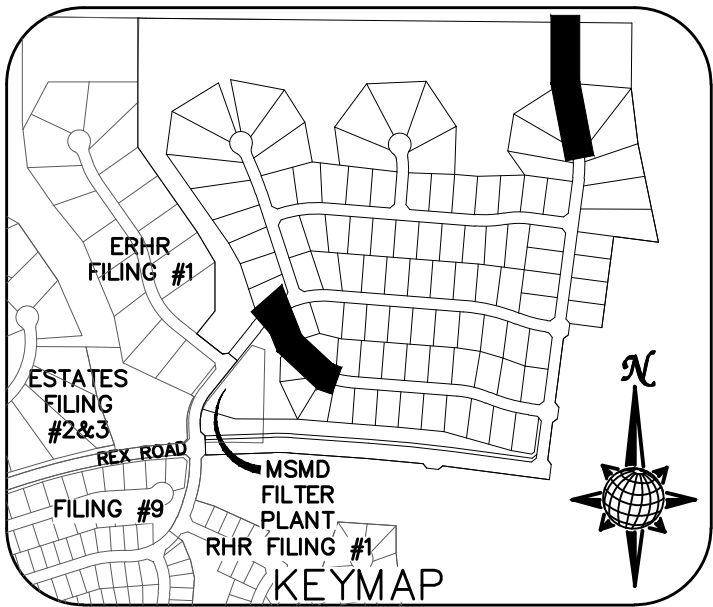 N
ERHR
FILING #1
ESTATES
FILING
#2&3
REX ROAD
MSMD
FILTER
PLANT
FILING #9
RHR FILING #1
KEYMAP